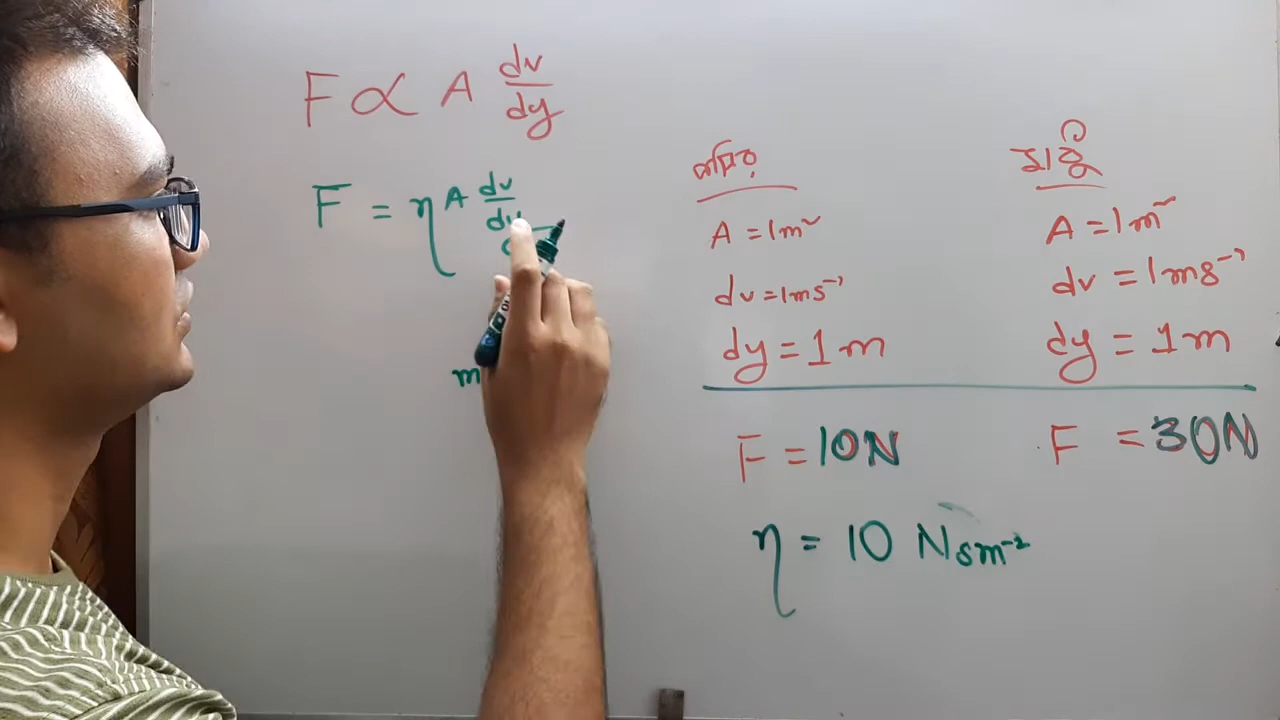 F ∝ A dv/dy
F = η A dv/dy
m
A = 1m²
dv = 1ms⁻¹
dy = 1m
F = 10N
η = 10 Nsm⁻²
মধু
A = 1m²
dv = 1ms⁻¹
dy = 1m
F = 30N